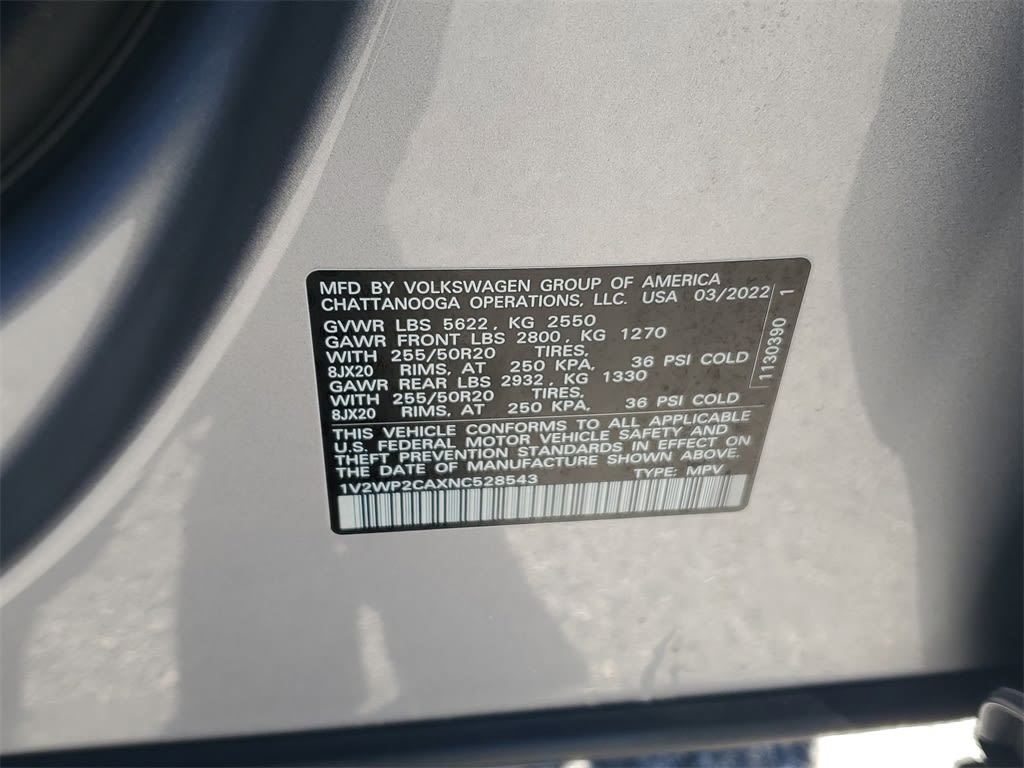 MFD BY VOLKSWAGEN GROUP OF AMERICA
CHATTANOOGA OPERATIONS, LLC. USA 03/2022
GVWR LBS 5622, KG 2550
GAWR FRONT LBS 2800, KG 1270
WITH 255/50R20 TIRES,
8JX20 RIMS, AT 250 KPA, 36 PSI COLD
GAWR REAR LBS 2932, KG 1330
WITH 255/50R20 TIRES,
8JX20 RIMS, AT 250 KPA, 36 PSI COLD
THIS VEHICLE CONFORMS TO ALL APPLICABLE
U.S. FEDERAL MOTOR VEHICLE SAFETY AND
THEFT PREVENTION STANDARDS IN EFFECT ON
THE DATE OF MANUFACTURE SHOWN ABOVE.
1V2WP2CAXNC528543 TYPE: MPV
1130390 1